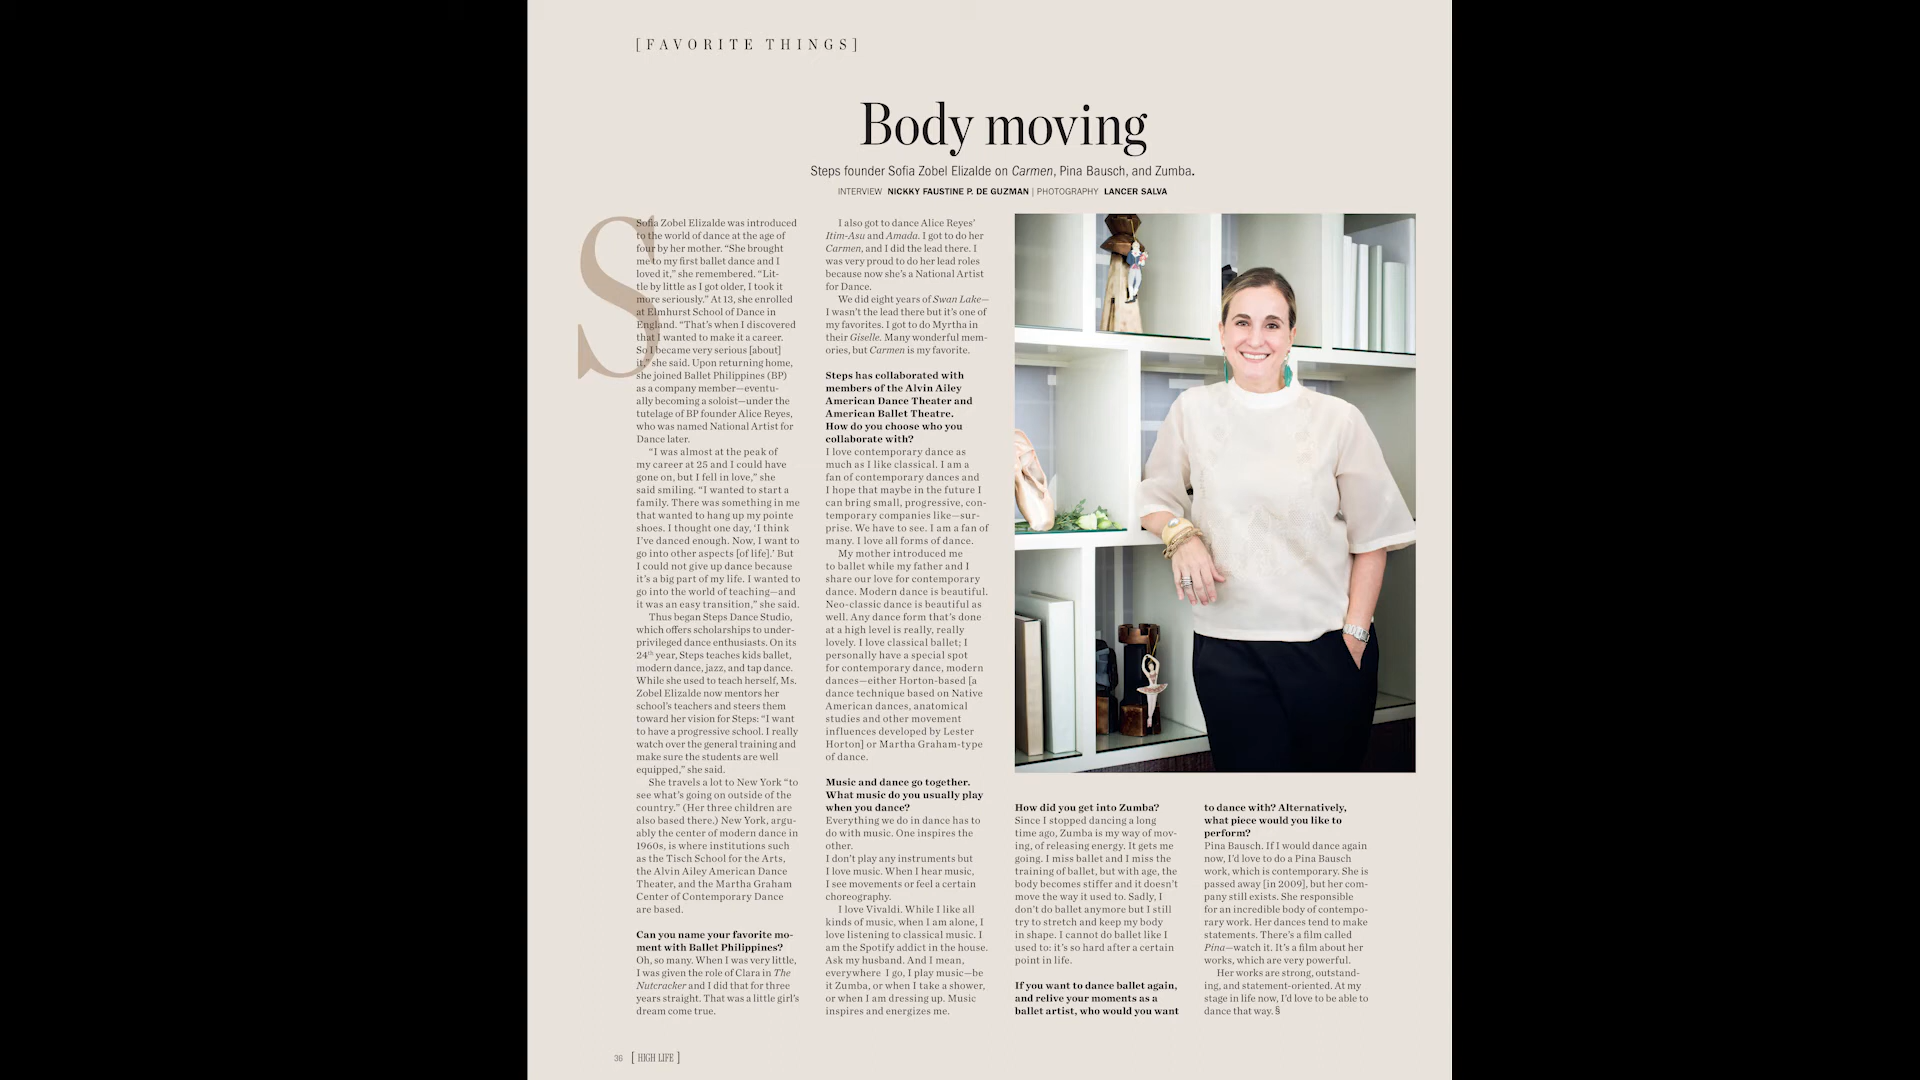 [FAVORITE THINGS]
Body moving
Steps founder Sofia Zobel Elizalde on Carmen, Pina Bausch, and Zumba.
INTERVIEW NICKKY FAUSTINE P. DE GUZMAN | PHOTOGRAPHY LANCER SALVA
S
Sofia Zobel Elizalde was introduced
to the world of dance at the age of
four by her mother. “She brought
me to my first ballet dance and I
loved it,” she remembered. “Lit-
tle by little as I got older, I took it
more seriously.” At 13, she enrolled
at Elmhurst School of Dance in
England. “That’s when I discovered
that I wanted to make it a career.
So I became very serious [about]
it,” she said. Upon returning home,
she joined Ballet Philippines (BP)
as a company member—eventu-
ally becoming a soloist—under the
tutelage of BP founder Alice Reyes,
who was named National Artist for
Dance later.
“I was almost at the peak of
my career at 25 and I could have
gone on, but I fell in love,” she
said smiling. “I wanted to start a
family. There was something in me
that wanted to hang up my pointe
shoes. I thought one day, ‘I think
I’ve danced enough. Now, I want to
go into other aspects [of life].’ But
I could not give up dance because
it’s a big part of my life. I wanted to
go into the world of teaching—and
it was an easy transition,” she said.
Thus began Steps Dance Studio,
which offers scholarships to under-
privileged dance enthusiasts. On its
24th year, Steps teaches kids ballet,
modern dance, jazz, and tap dance.
While she used to teach herself, Ms.
Zobel Elizalde now mentors her
school’s teachers and steers them
toward her vision for Steps: “I want
to have a progressive school. I really
watch over the general training and
make sure the students are well
equipped,” she said.
She travels a lot to New York “to
see what’s going on outside of the
country.” (Her three children are
also based there.) New York, argu-
ably the center of modern dance in
1960s, is where institutions such
as the Tisch School for the Arts,
the Alvin Ailey American Dance
Theater, and the Martha Graham
Center of Contemporary Dance
are based.
Can you name your favorite mo-
ment with Ballet Philippines?
Oh, so many. When I was very little,
I was given the role of Clara in The
Nutcracker and I did that for three
years straight. That was a little girl’s
dream come true.
I also got to dance Alice Reyes’
Itim-Asu and Amada. I got to do her
Carmen, and I did the lead there. I
was very proud to do her lead roles
because now she’s a National Artist
for Dance.
We did eight years of Swan Lake—
I wasn’t the lead there but it’s one of
my favorites. I got to do Myrtha in
their Giselle. Many wonderful mem-
ories, but Carmen is my favorite.
Steps has collaborated with
members of the Alvin Ailey
American Dance Theater and
American Ballet Theatre.
How do you choose who you
collaborate with?
I love contemporary dance as
much as I like classical. I am a
fan of contemporary dances and
I hope that maybe in the future I
can bring small, progressive, con-
temporary companies like—sur-
prise. We have to see. I am a fan of
many. I love all forms of dance.
My mother introduced me
to ballet while my father and I
share our love for contemporary
dance. Modern dance is beautiful.
Neo-classic dance is beautiful as
well. Any dance form that’s done
at a high level is really, really
lovely. I love classical ballet; I
personally have a special spot
for contemporary dance, modern
dances—either Horton-based [a
dance technique based on Native
American dances, anatomical
studies and other movement
influences developed by Lester
Horton] or Martha Graham-type
of dance.
Music and dance go together.
What music do you usually play
when you dance?
Everything we do in dance has to
do with music. One inspires the
other.
I don’t play any instruments but
I love music. When I hear music,
I see movements or feel a certain
choreography.
I love Vivaldi. While I like all
kinds of music, when I am alone, I
love listening to classical music. I
am the Spotify addict in the house.
Ask my husband. And I mean,
everywhere I go, I play music—be
it Zumba, or when I take a shower,
or when I am dressing up. Music
inspires and energizes me.
How did you get into Zumba?
Since I stopped dancing a long
time ago, Zumba is my way of mov-
ing, of releasing energy. It gets me
going. I miss ballet and I miss the
training of ballet, but with age, the
body becomes stiffer and it doesn’t
move the way it used to. Sadly, I
don’t do ballet anymore but I still
try to stretch and keep my body
in shape. I cannot do ballet like I
used to: it’s so hard after a certain
point in life.
If you want to dance ballet again,
and relive your moments as a
ballet artist, who would you want
to dance with? Alternatively,
what piece would you like to
perform?
Pina Bausch. If I would dance again
now, I’d love to do a Pina Bausch
work, which is contemporary. She is
passed away [in 2009], but her com-
pany still exists. She responsible
for an incredible body of contempo-
rary work. Her dances tend to make
statements. There’s a film called
Pina—watch it. It’s a film about her
works, which are very powerful.
Her works are strong, outstand-
ing, and statement-oriented. At my
stage in life now, I’d love to be able to
dance that way. §
36 [ HIGH LIFE ]